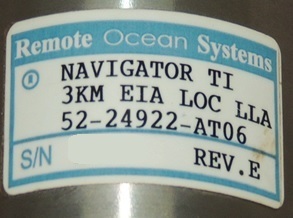 Remote Ocean Systems
NAVIGATOR TI
3KM EIA LOC LLA
52-24922-AT06
S/N
REV.E